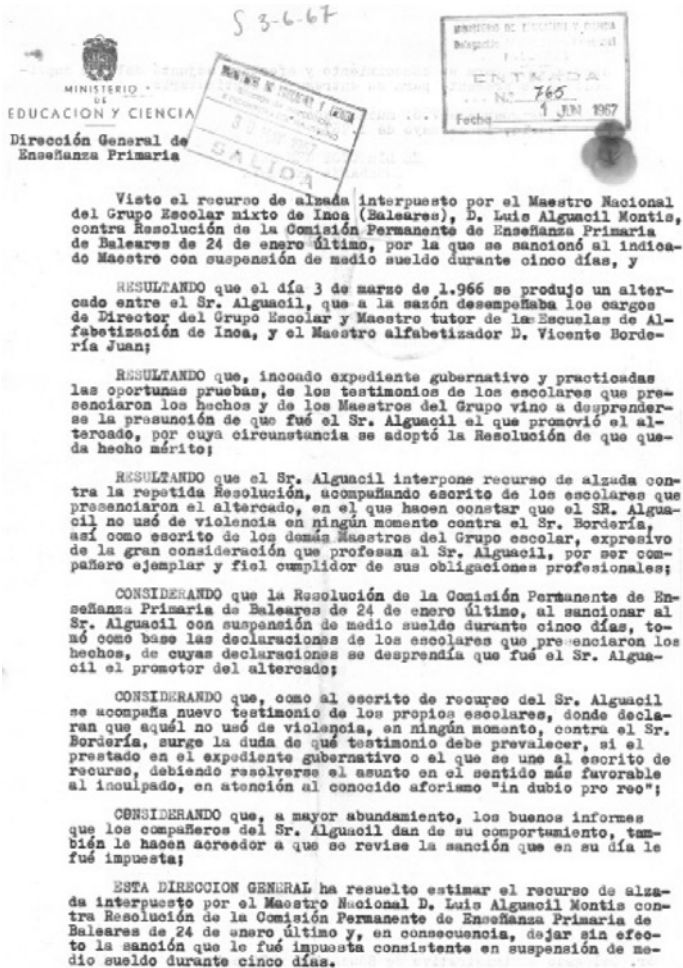 S 3-6-67
MINISTERIO DE EDUCACION Y CIENCIA
ENTRADA
N.º 765
Fecha 1 JUN 1967
MINISTERIO
DE
EDUCACION Y CIENCIA
Dirección General de
Enseñanza Primaria
SALIDA
Visto el recurso de alzada interpuesto por el Maestro Nacional
del Grupo Escolar mixto de Inca (Baleares), D. Luis Alguacil Montis,
contra Resolución de la Comisión Permanente de Enseñanza Primaria
de Baleares de 24 de enero último, por la que se sancionó al indica-
do Maestro con suspensión de medio sueldo durante cinco días, y
RESULTANDO que el día 3 de marzo de 1.966 se produjo un alter-
cado entre el Sr. Alguacil, que a la sazón desempeñaba los cargos
de Director del Grupo Escolar y Maestro tutor de las Escuelas de Al-
fabetización de Inca, y el Maestro alfabetizador D. Vicente Borde-
ría Juan;
RESULTANDO que, incoado expediente gubernativo y practicadas
las oportunas pruebas, de los testimonios de los escolares que pre-
senciaron los hechos y de los Maestros del Grupo vino a desprender-
se la presunción de que fué el Sr. Alguacil el que promovió el al-
tercado, por cuya circunstancia se adoptó la Resolución de que que-
da hecho mérito;
RESULTANDO que el Sr. Alguacil interpone recurso de alzada con-
tra la repetida Resolución, acompañando escrito de los escolares que
presenciaron el altercado, en el que hacen constar que el SR. Algua-
cil no usó de violencia en ningún momento contra el Sr. Bordería,
así como escrito de los demás Maestros del Grupo escolar, expresivo
de la gran consideración que profesan al Sr. Alguacil, por ser com-
pañero ejemplar y fiel cumplidor de sus obligaciones profesionales;
CONSIDERANDO que la Resolución de la Comisión Permanente de En-
señanza Primaria de Baleares de 24 de enero último, al sancionar al
Sr. Alguacil con suspensión de medio sueldo durante cinco días, to-
mó como base las declaraciones de los escolares que presenciaron los
hechos, de cuyas declaraciones se desprendía que fué el Sr. Algua-
cil el promotor del altercado;
CONSIDERANDO que, como al escrito de recurso del Sr. Alguacil
se acompaña nuevo testimonio de los propios escolares, donde decla-
ran que aquél no usó de violencia, en ningún momento, contra el Sr.
Bordería, surge la duda de qué testimonio debe prevalecer, si el
prestado en el expediente gubernativo o el que se une al escrito de
recurso, debiendo resolverse el asunto en el sentido más favorable
al inculpado, en atención al conocido aforismo "in dubio pro reo";
CONSIDERANDO que, a mayor abundamiento, los buenos informes
que los compañeros del Sr. Alguacil dan de su comportamiento, tam-
bién le hacen acreedor a que se revise la sanción que en su día le
fué impuesta;
ESTA DIRECCION GENERAL ha resuelto estimar el recurso de alza-
da interpuesto por el Maestro Nacional D. Luis Alguacil Montis con-
tra Resolución de la Comisión Permanente de Enseñanza Primaria de
Baleares de 24 de enero último y, en consecuencia, dejar sin efec-
to la sanción que le fué impuesta consistente en suspensión de me-
dio sueldo durante cinco días.